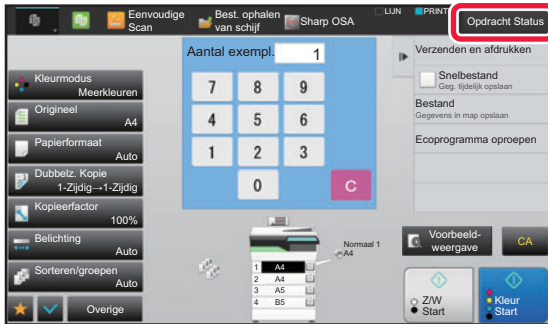 Eenvoudige
Scan
Best. ophalen
van schijf
Sharp OSA
LIJN
PRINT
Opdracht Status
Aantal exempl.
1
Verzenden en afdrukken
Snelbestand
Geg. tijdelijk opslaan
Bestand
Gegevens in map opslaan
Ecoprogramma oproepen
Kleurmodus
Meerkleuren
Origineel
A4
Papierformaat
Auto
Dubbelz. Kopie
1-Zijdig→1-Zijdig
Kopieerfactor
100%
Belichting
Auto
Sorteren/groepen
Auto
Overige
7 8 9
4 5 6
1 2 3
0 C
Normaal 1
A4
1 A4
2 A4
3 A5
4 B5
Voorbeeld-
weergave
CA
Z/W
Start
Kleur
Start